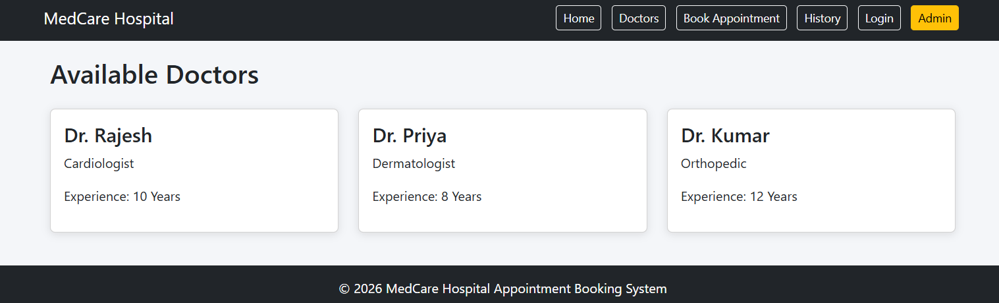 MedCare Hospital
Home Doctors Book Appointment History Login Admin
Available Doctors
Dr. Rajesh
Cardiologist
Experience: 10 Years
Dr. Priya
Dermatologist
Experience: 8 Years
Dr. Kumar
Orthopedic
Experience: 12 Years
© 2026 MedCare Hospital Appointment Booking System